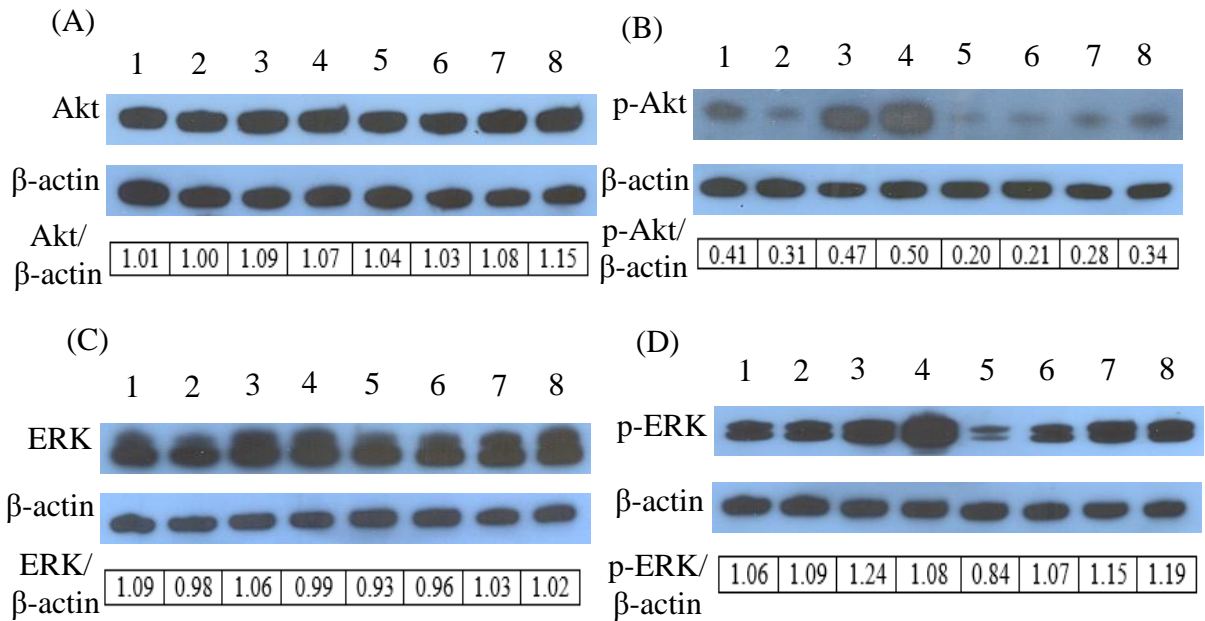 (A)
1 2 3 4 5 6 7 8
Akt
β-actin
Akt/
β-actin
1.01 1.00 1.09 1.07 1.04 1.03 1.08 1.15
(B)
1 2 3 4 5 6 7 8
p-Akt
β-actin
p-Akt/
β-actin
0.41 0.31 0.47 0.50 0.20 0.21 0.28 0.34
(C)
1 2 3 4 5 6 7 8
ERK
β-actin
ERK/
β-actin
1.09 0.98 1.06 0.99 0.93 0.96 1.03 1.02
(D)
1 2 3 4 5 6 7 8
p-ERK
β-actin
p-ERK/
β-actin
1.06 1.09 1.24 1.08 0.84 1.07 1.15 1.19